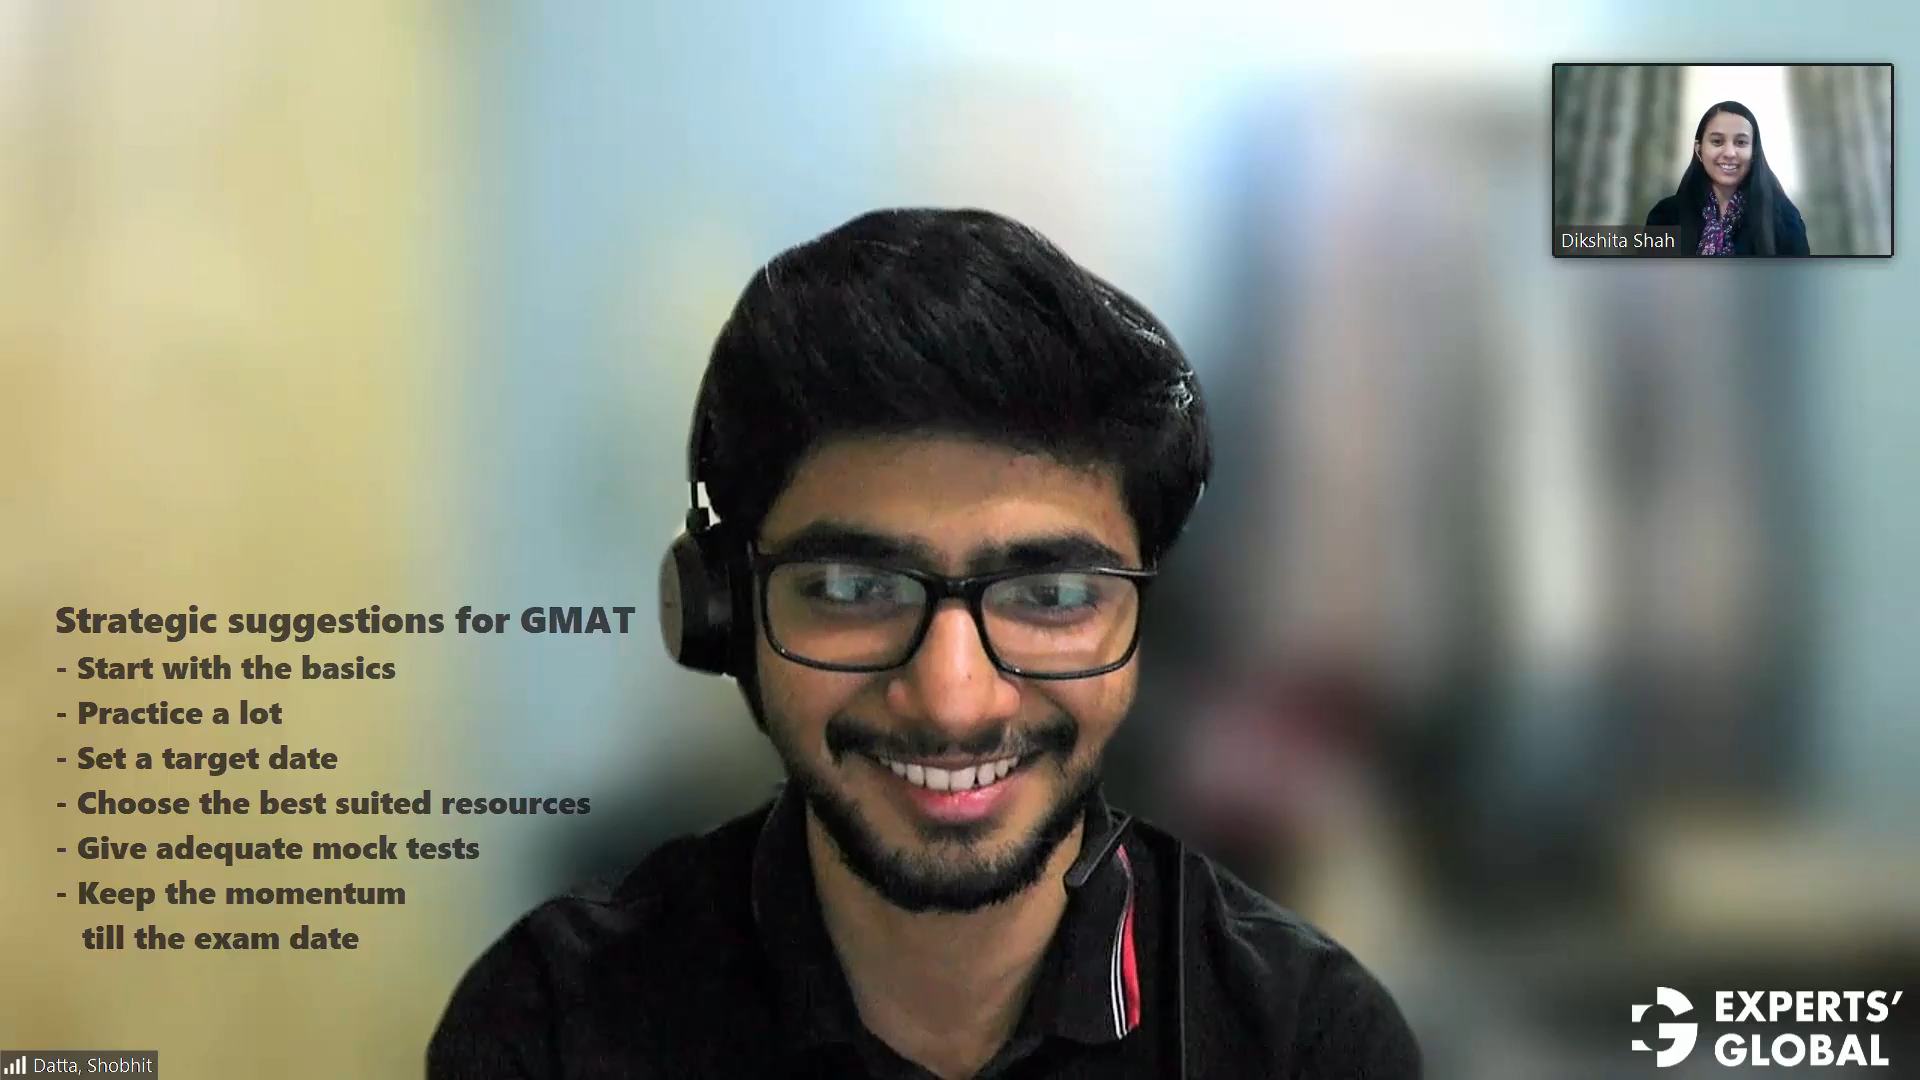 Dikshita Shah
Strategic suggestions for GMAT
- Start with the basics
- Practice a lot
- Set a target date
- Choose the best suited resources
- Give adequate mock tests
- Keep the momentum
till the exam date
Datta, Shobhit
EXPERTS’
GLOBAL